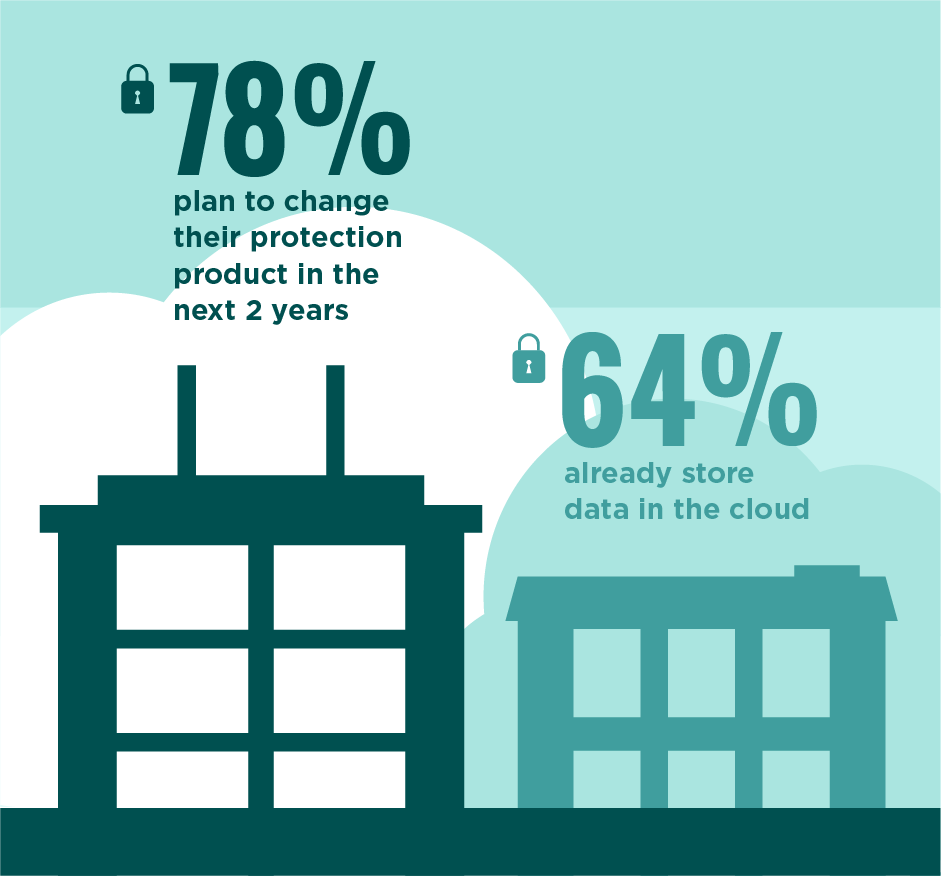 78%
plan to change
their protection
product in the
next 2 years
64%
already store
data in the cloud